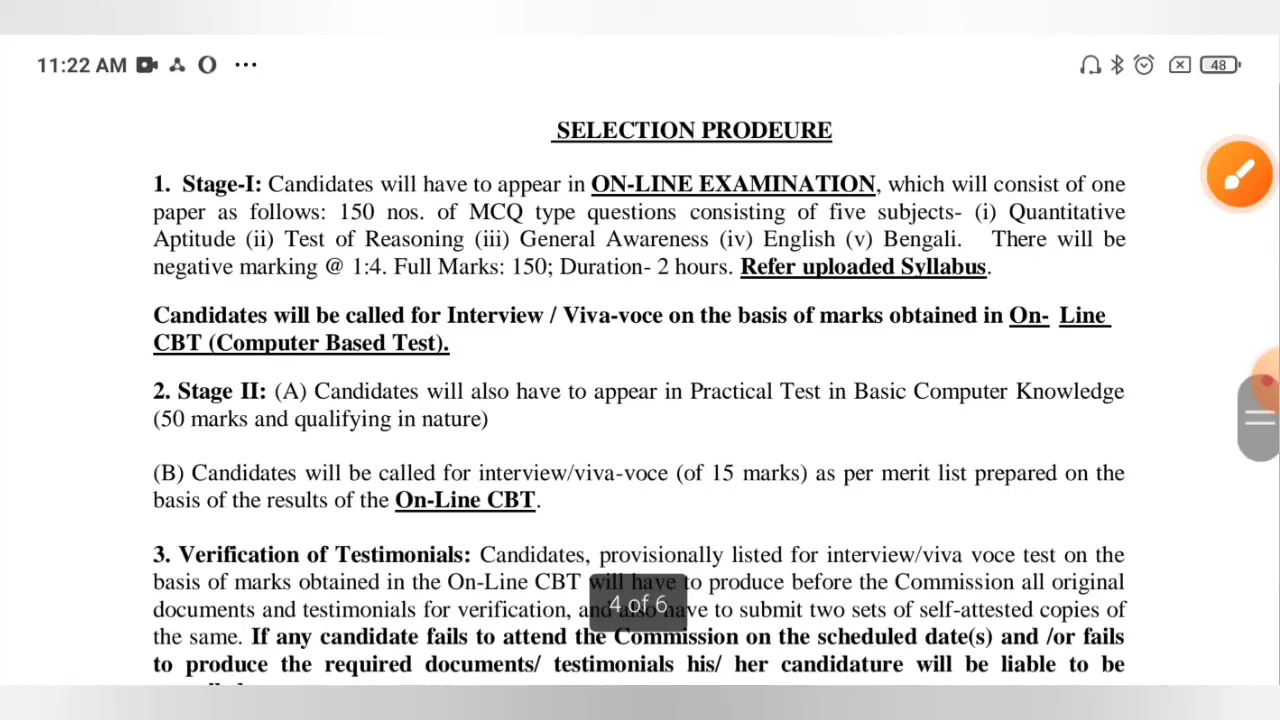 11:22 AM ...
48
SELECTION PRODEURE
1. Stage-I: Candidates will have to appear in ON-LINE EXAMINATION, which will consist of one
paper as follows: 150 nos. of MCQ type questions consisting of five subjects- (i) Quantitative
Aptitude (ii) Test of Reasoning (iii) General Awareness (iv) English (v) Bengali. There will be
negative marking @ 1:4. Full Marks: 150; Duration- 2 hours. Refer uploaded Syllabus.
Candidates will be called for Interview / Viva-voce on the basis of marks obtained in On- Line
CBT (Computer Based Test).
2. Stage II: (A) Candidates will also have to appear in Practical Test in Basic Computer Knowledge
(50 marks and qualifying in nature)
(B) Candidates will be called for interview/viva-voce (of 15 marks) as per merit list prepared on the
basis of the results of the On-Line CBT.
3. Verification of Testimonials: Candidates, provisionally listed for interview/viva voce test on the
basis of marks obtained in the On-Line CBT will have to produce before the Commission all original
documents and testimonials for verification, and also have to submit two sets of self-attested copies of
4 of 6
the same. If any candidate fails to attend the Commission on the scheduled date(s) and /or fails
to produce the required documents/ testimonials his/ her candidature will be liable to be